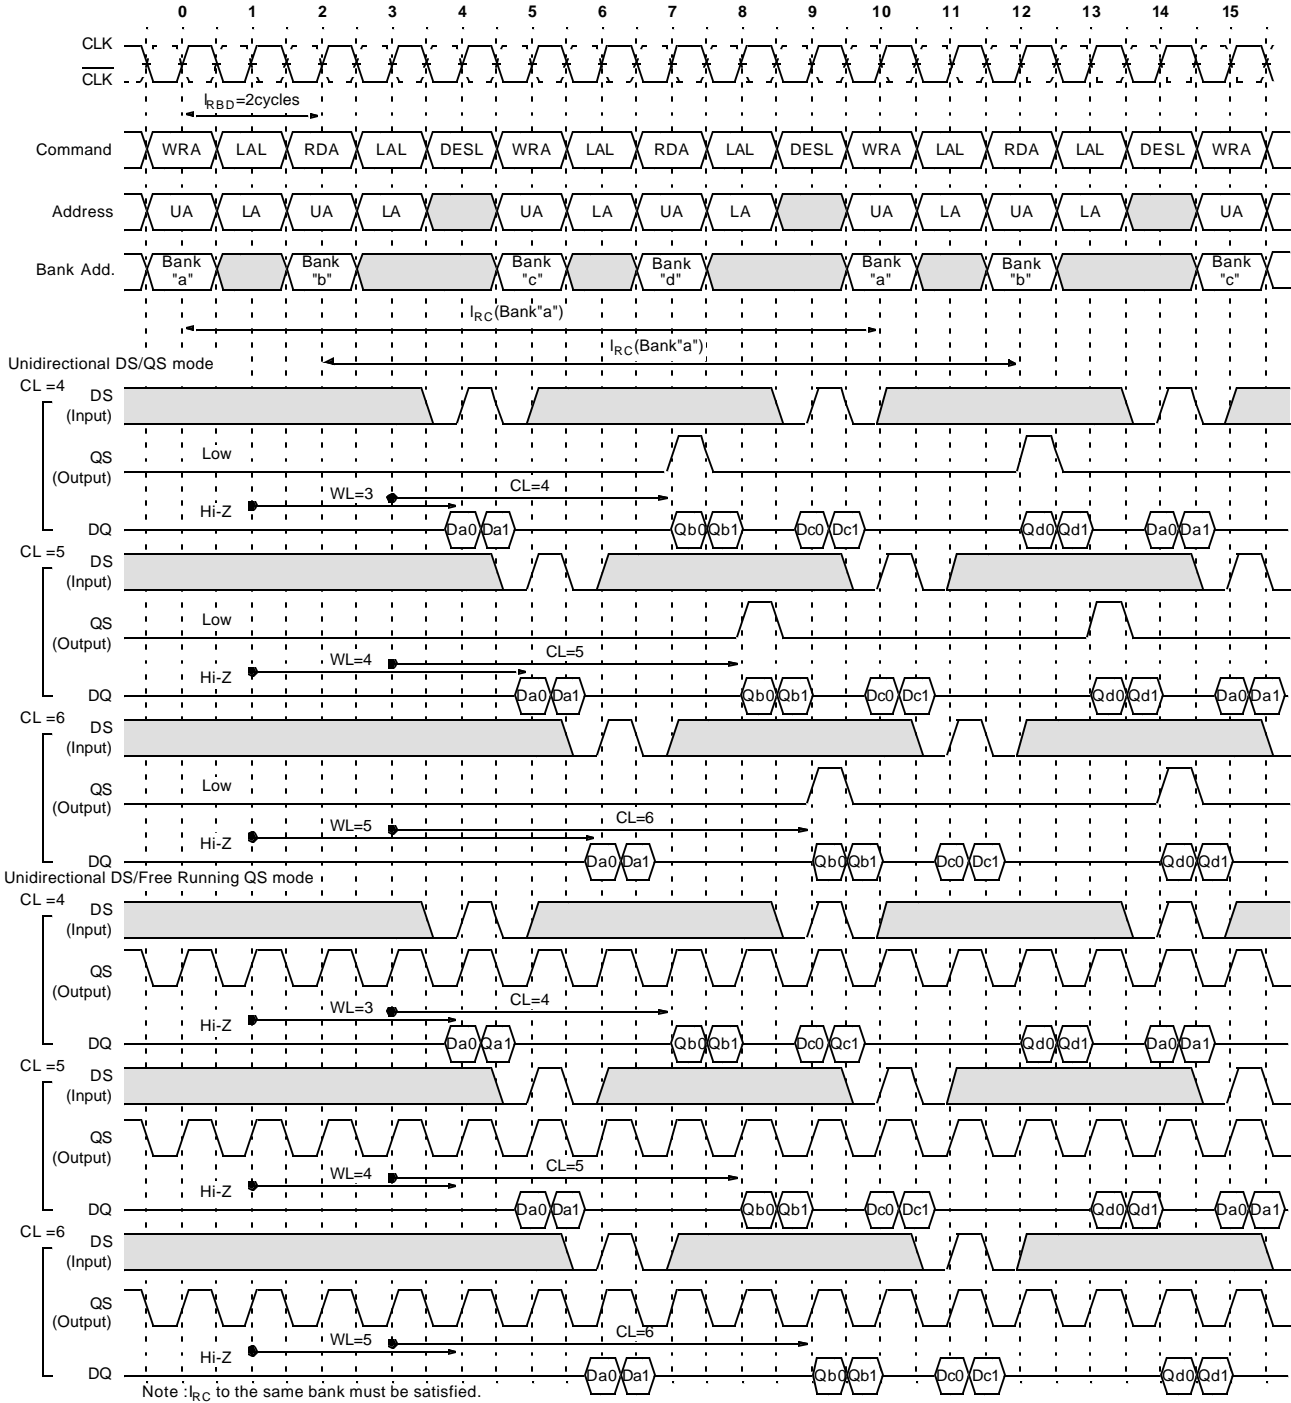 0 1 2 3 4 5 6 7 8 9 10 11 12 13 14 15
CLK
CLK
IRBD=2cycles
Command WRA LAL RDA LAL DESL WRA LAL RDA LAL DESL WRA LAL RDA LAL DESL WRA
Address UA LA UA LA UA LA UA LA UA LA UA LA UA
Bank Add. Bank "a" Bank "b" Bank "c" Bank "d" Bank "a" Bank "b" Bank "c"
IRC(Bank"a")
IRC(Bank"a")
Unidirectional DS/QS mode
CL =4
DS
(Input)
QS
(Output)
Low
WL=3 CL=4
Hi-Z
DQ Da0 Da1 Qb0 Qb1 Dc0 Dc1 Qd0 Qd1 Da0 Da1
CL =5
DS
(Input)
QS
(Output)
Low
WL=4 CL=5
Hi-Z
DQ Da0 Da1 Qb0 Qb1 Dc0 Dc1 Qd0 Qd1 Da0 Da1
CL =6
DS
(Input)
QS
(Output)
Low
WL=5 CL=6
Hi-Z
DQ Da0 Da1 Qb0 Qb1 Dc0 Dc1 Qd0 Qd1
Unidirectional DS/Free Running QS mode
CL =4
DS
(Input)
QS
(Output)
WL=3 CL=4
Hi-Z
DQ Da0 Qa1 Qb0 Qb1 Dc0 Qc1 Qd0 Qd1 Da0 Da1
CL =5
DS
(Input)
QS
(Output)
WL=4 CL=5
Hi-Z
DQ Da0 Da1 Qb0 Qb1 Dc0 Dc1 Qd0 Qd1 Da0 Da1
CL =6
DS
(Input)
QS
(Output)
WL=5 CL=6
Hi-Z
DQ Da0 Da1 Qb0 Qb1 Dc0 Dc1 Qd0 Qd1
Note :IRC to the same bank must be satisfied.